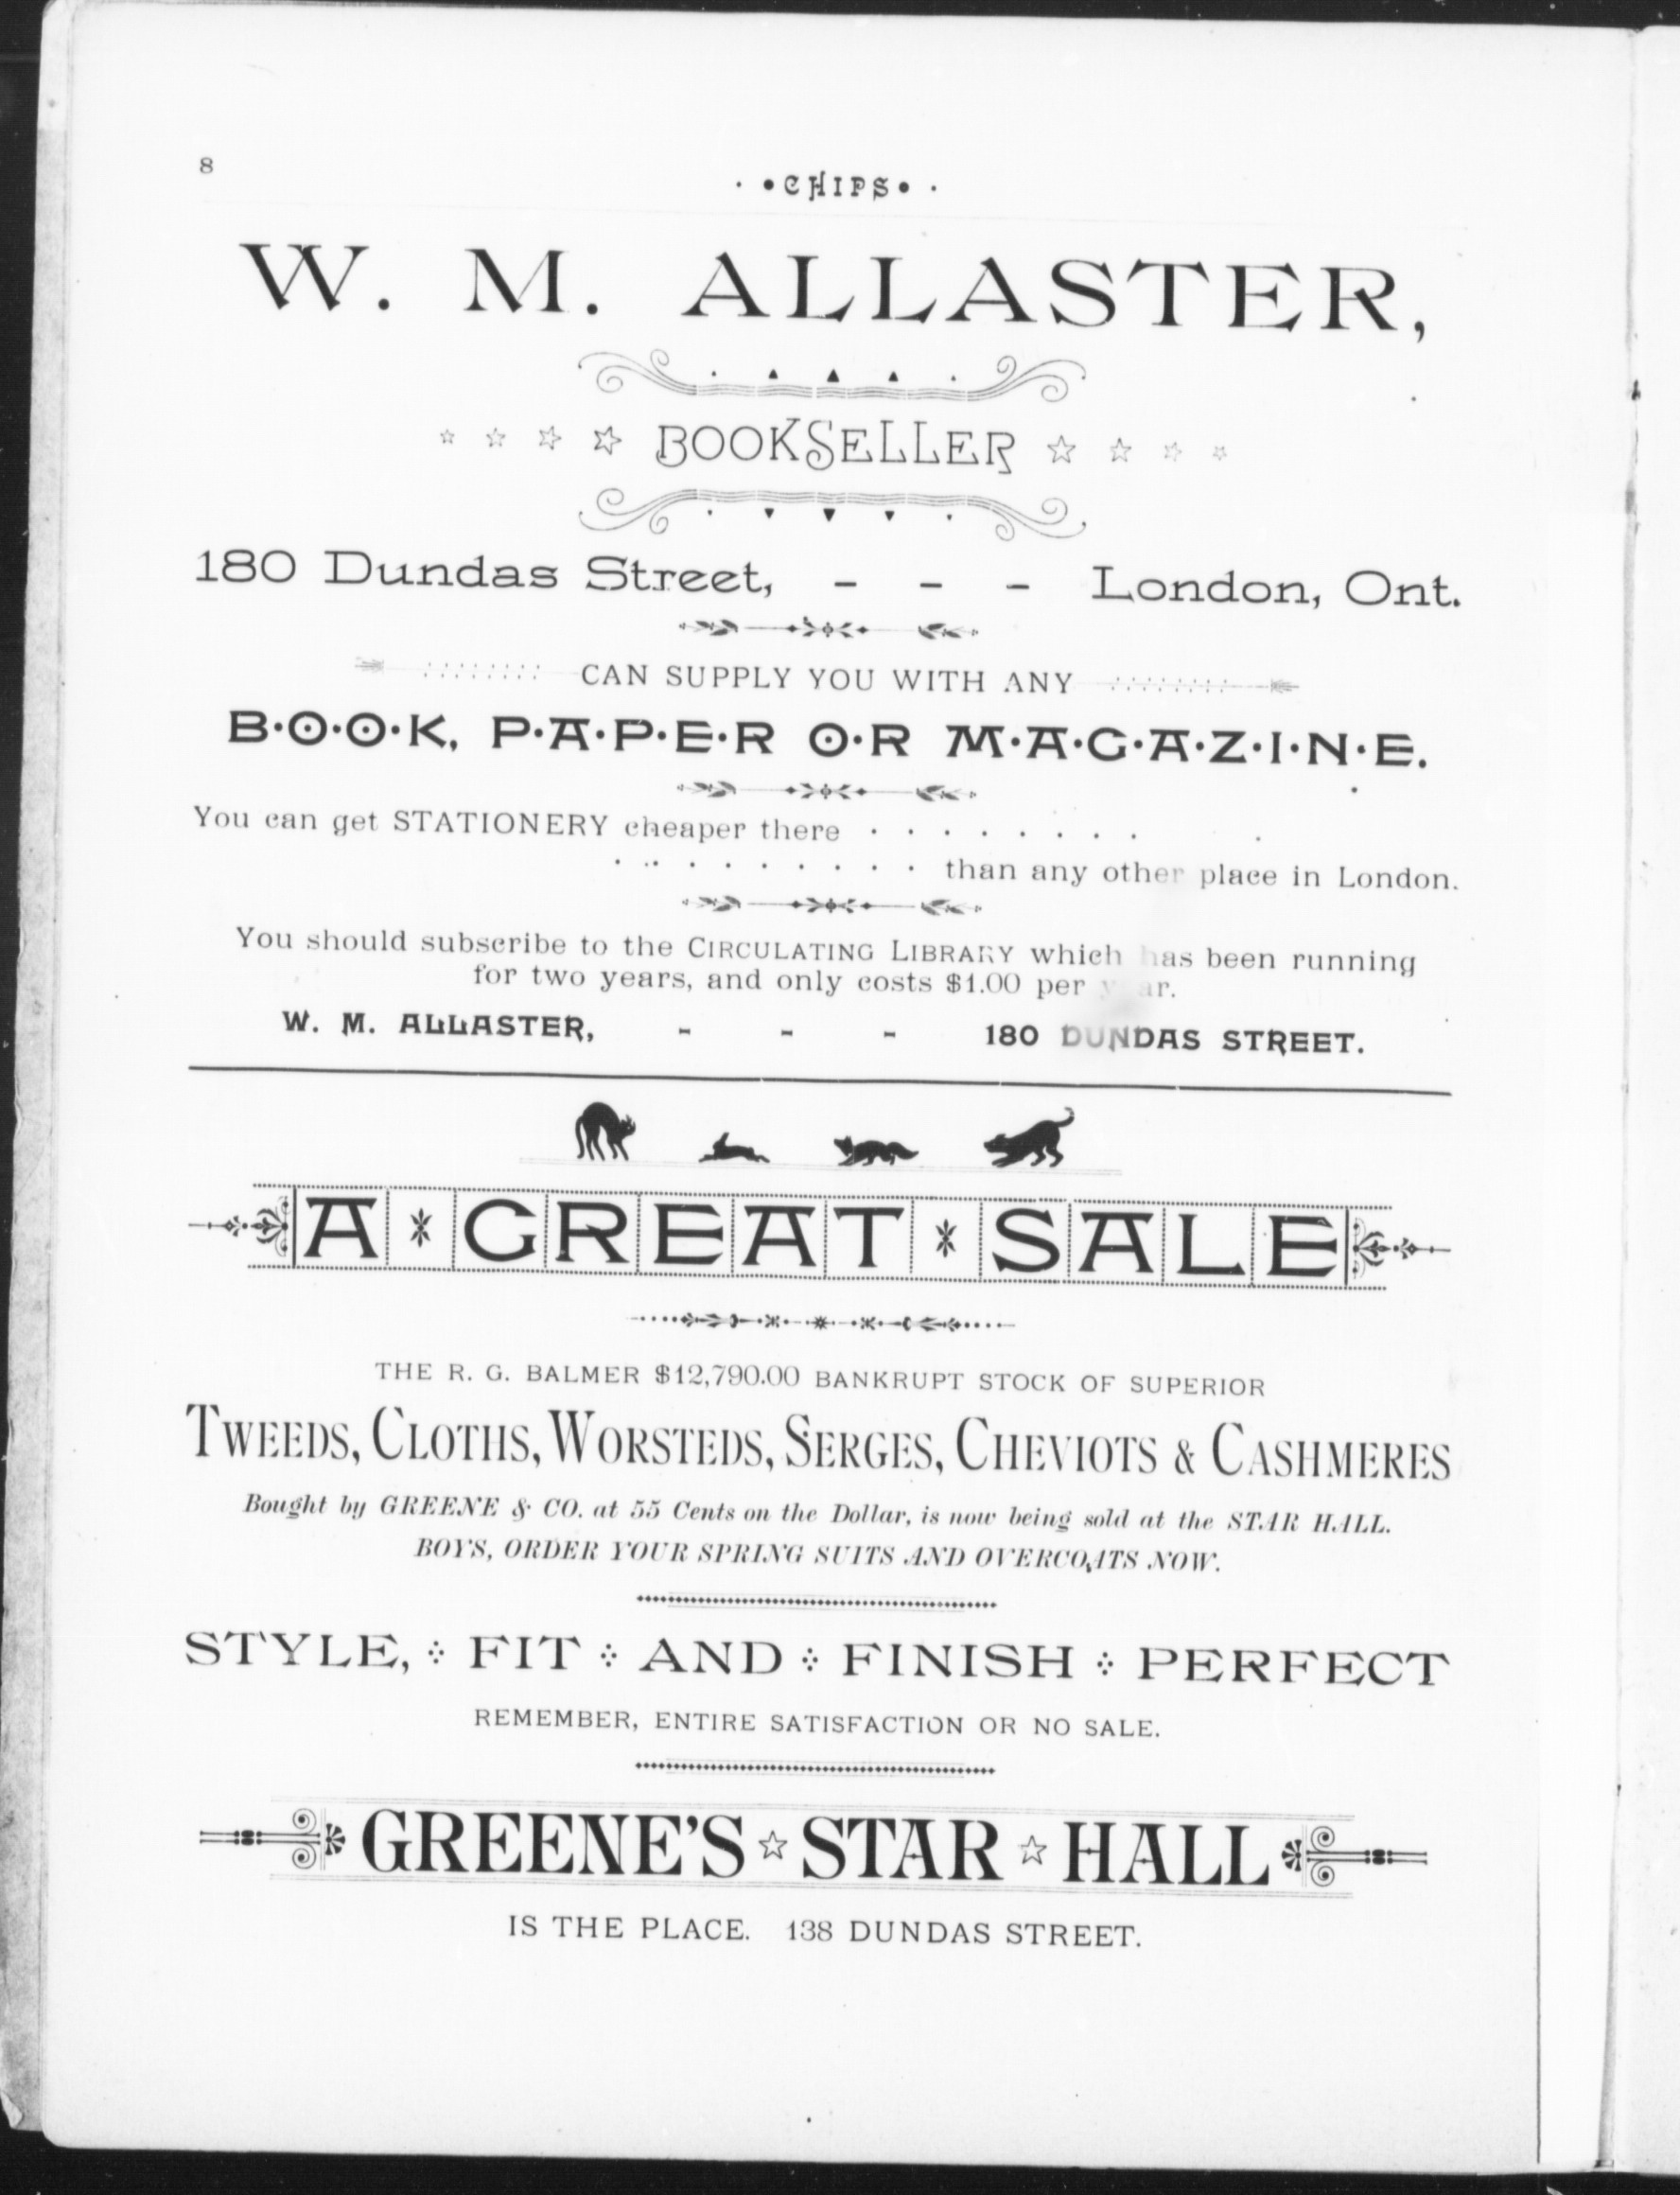 8
CHIPS
W. M. ALLASTER,
BOOKSELLER
180 Dundas Street, - - - London, Ont.
CAN SUPPLY YOU WITH ANY
B·O·O·K, P·A·P·E·R O·R M·A·G·A·Z·I·N·E.
You can get STATIONERY cheaper there . . . . . . . .
. . . . . . . . . than any other place in London.
You should subscribe to the CIRCULATING LIBRARY which has been running
for two years, and only costs $1.00 per year.
W. M. ALLASTER, - - - 180 DUNDAS STREET.
A GREAT SALE
THE R. G. BALMER $12,790.00 BANKRUPT STOCK OF SUPERIOR
TWEEDS, CLOTHS, WORSTEDS, SERGES, CHEVIOTS & CASHMERES
Bought by GREENE & CO. at 55 Cents on the Dollar, is now being sold at the STAR HALL.
BOYS, ORDER YOUR SPRING SUITS AND OVERCOATS NOW.
STYLE, FIT AND FINISH PERFECT
REMEMBER, ENTIRE SATISFACTION OR NO SALE.
GREENE'S STAR HALL
IS THE PLACE. 138 DUNDAS STREET.